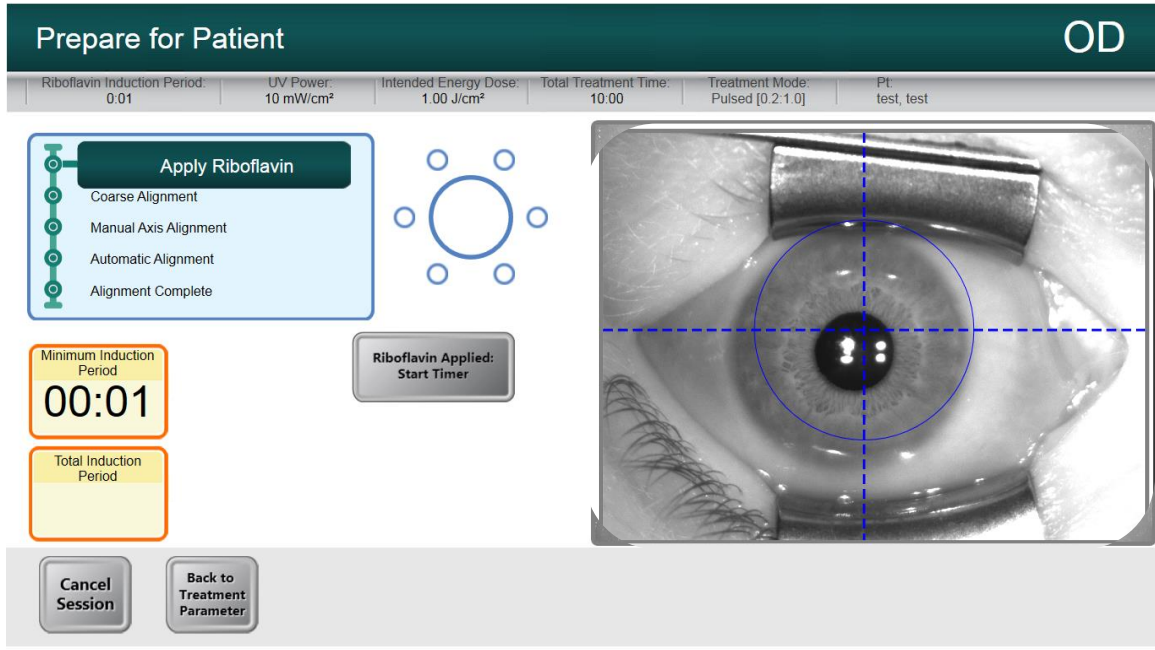 Prepare for Patient
OD
Riboflavin Induction Period:
0:01
UV Power:
10 mW/cm²
Intended Energy Dose:
1.00 J/cm²
Total Treatment Time:
10:00
Treatment Mode:
Pulsed [0.2:1.0]
Pt:
test, test
Apply Riboflavin
Coarse Alignment
Manual Axis Alignment
Automatic Alignment
Alignment Complete
Minimum Induction
Period
00:01
Riboflavin Applied:
Start Timer
Total Induction
Period
Cancel
Session
Back to
Treatment
Parameter